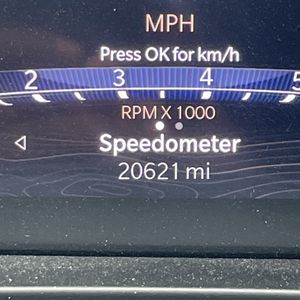 MPH
Press OK for km/h
2 3 4 5
RPM X 1000
Speedometer
20621 mi